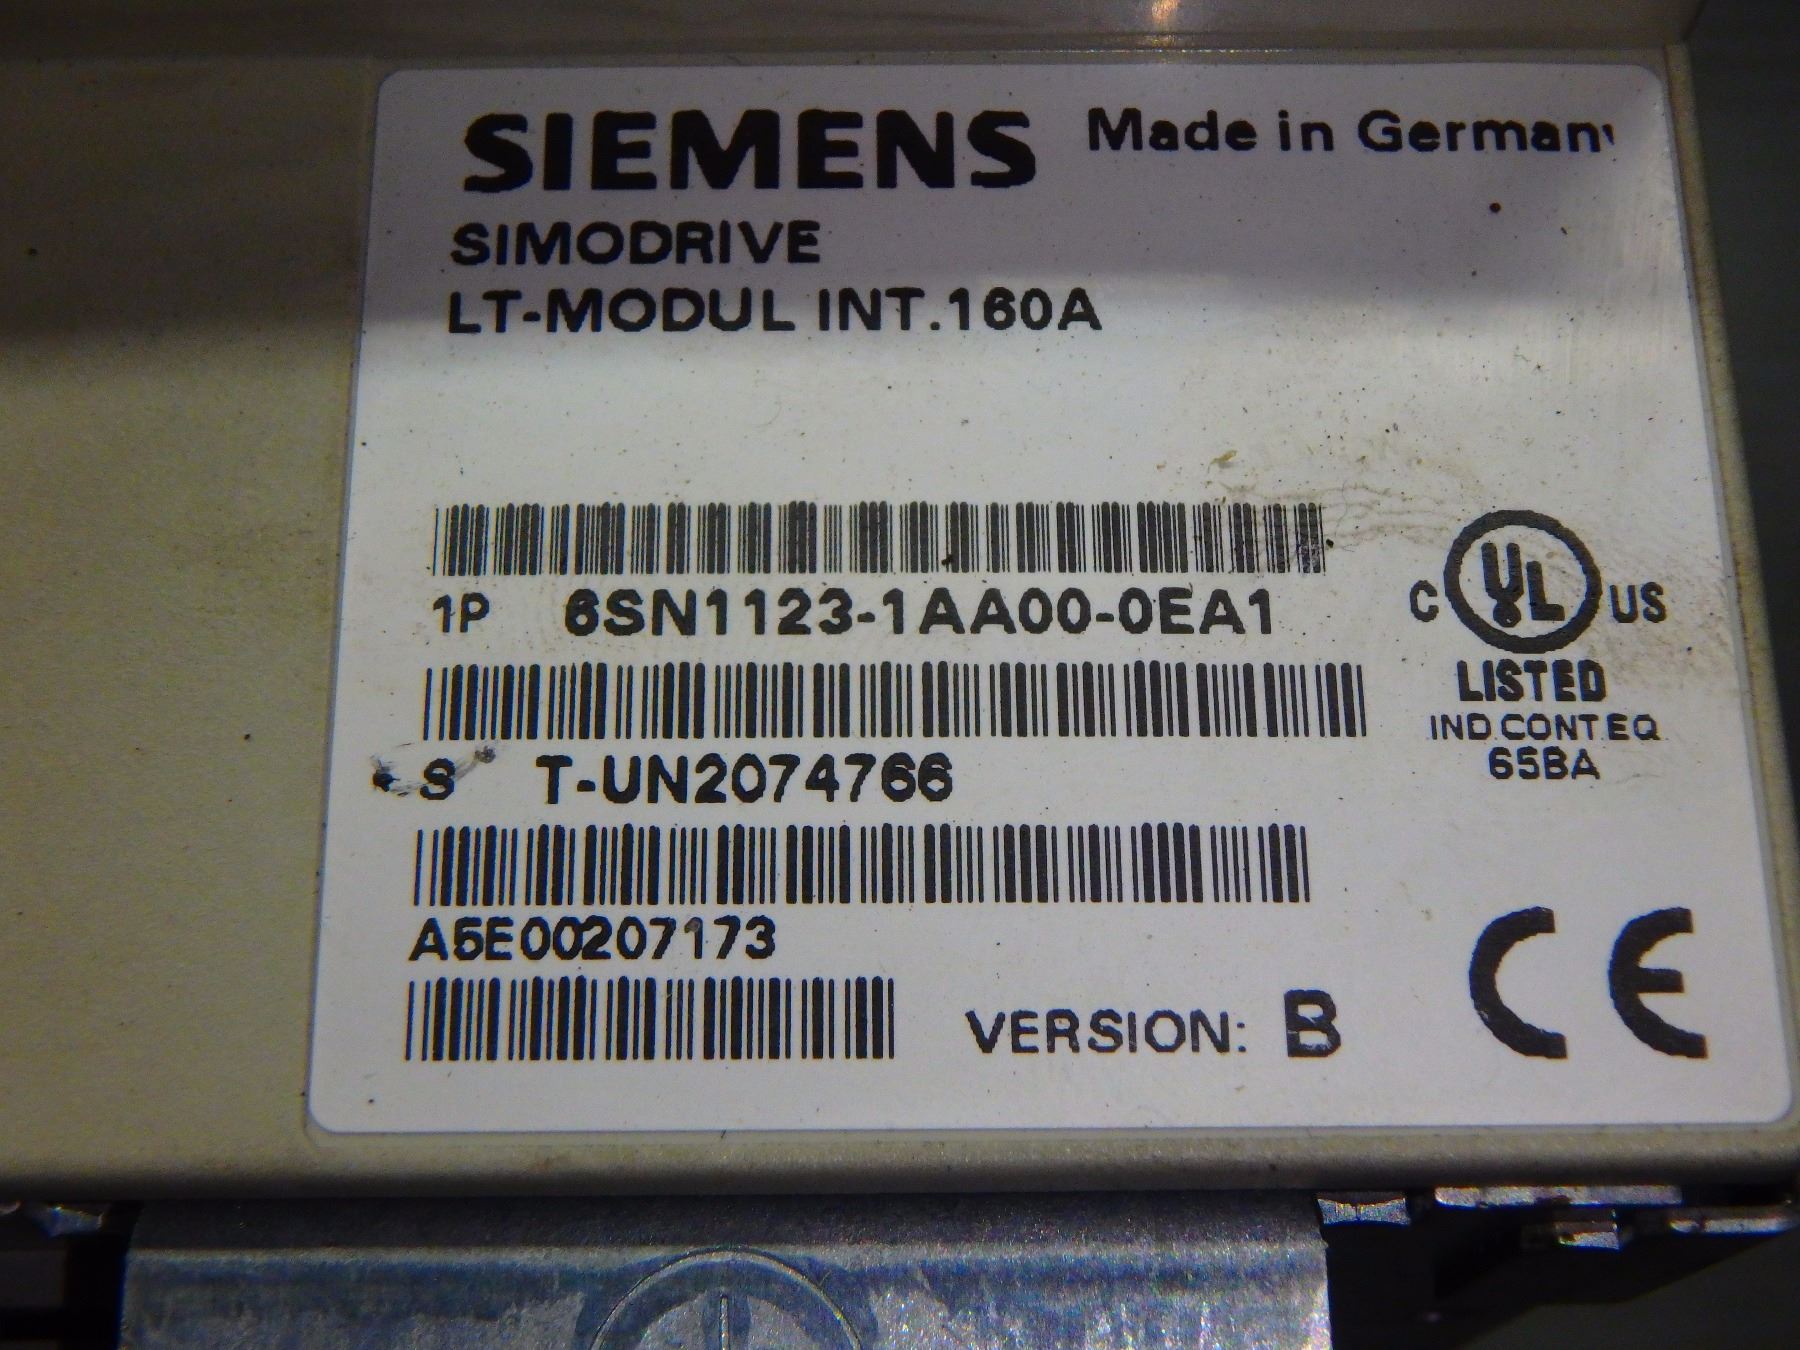 SIEMENS Made in Germany
SIMODRIVE
LT-MODUL INT.160A
1P 6SN1123-1AA00-0EA1
C UL US
LISTED
IND.CONT.EQ
65BA
S T-UN2074766
A5E00207173
VERSION: B
CE